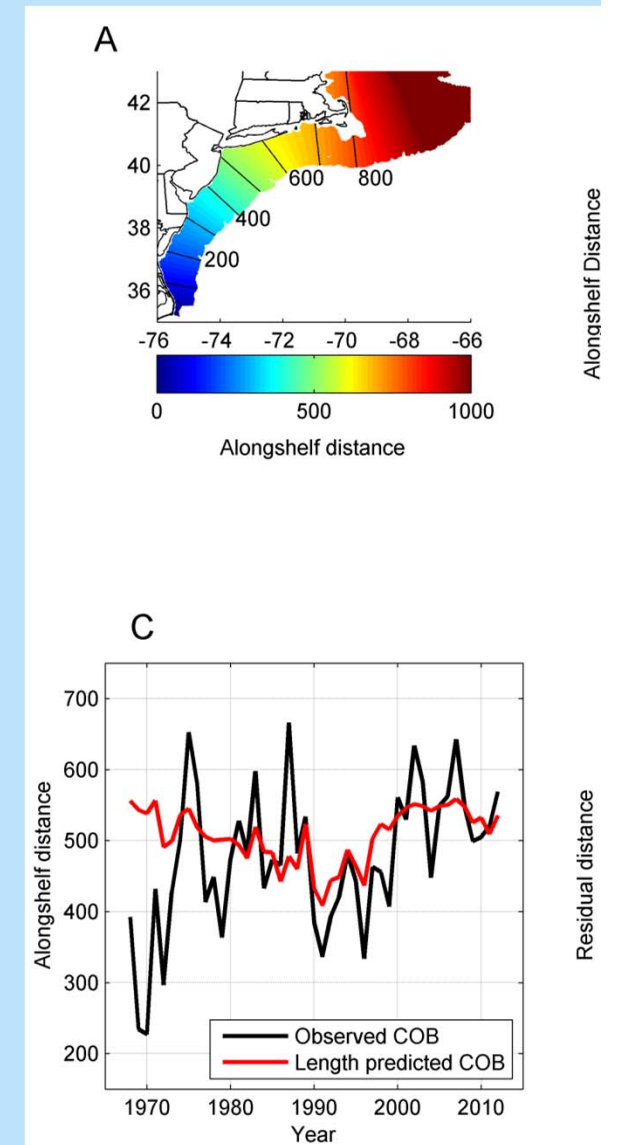 A
42
40
38
36
200
400
600
800
-76 -74 -72 -70 -68 -66
0 500 1000
Alongshelf distance
Alongshelf Distance
C
700
600
500
400
300
200
Alongshelf distance
Observed COB
Length predicted COB
1970 1980 1990 2000 2010
Year
Residual distance